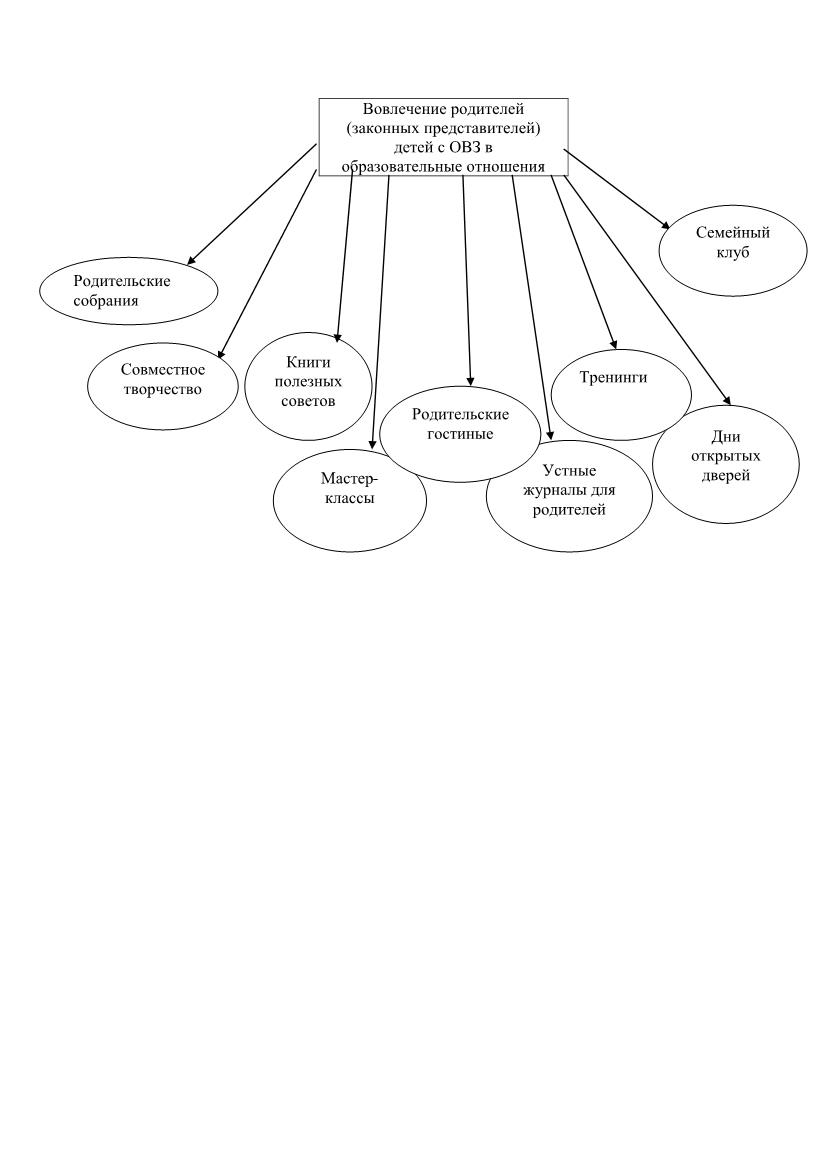 Вовлечение родителей
(законных представителей)
детей с ОВЗ в
образовательные отношения
Семейный
клуб
Родительские
собрания
Совместное
творчество
Книги
полезных
советов
Тренинги
Родительские
гостиные
Дни
открытых
дверей
Мастер-
классы
Устные
журналы для
родителей